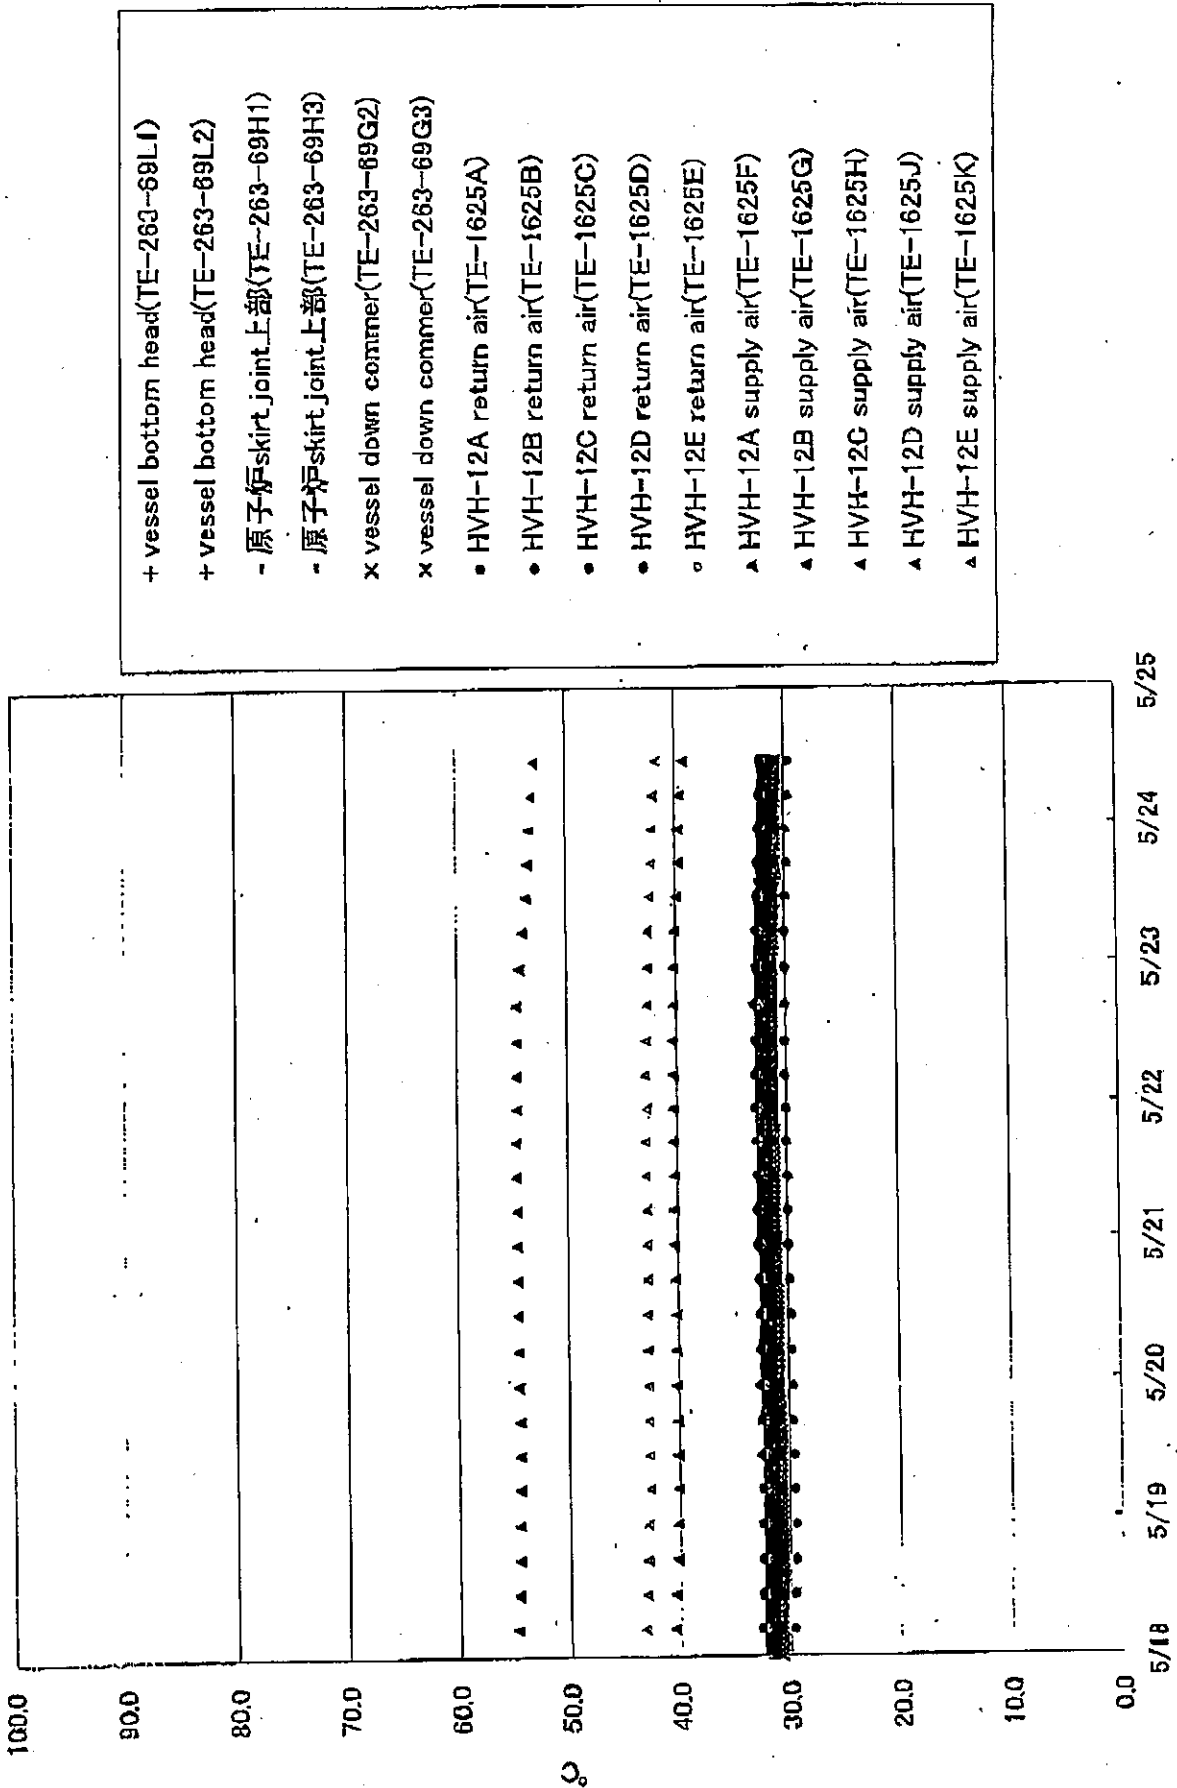 100.0
90.0
80.0
70.0
60.0
50.0
40.0
30.0
20.0
10.0
0.0
℃
5/18
5/19
5/20
5/21
5/22
5/23
5/24
5/25
+ vessel bottom head(TE-263-69L1)
+ vessel bottom head(TE-263-69L2)
- 原子炉skirt joint上部(TE-263-69H1)
- 原子炉skirt joint上部(TE-263-69H3)
× vessel down commer(TE-263-69G2)
× vessel down commer(TE-263-69G3)
● HVH-12A return air(TE-1625A)
● HVH-12B return air(TE-1625B)
● HVH-12C return air(TE-1625C)
● HVH-12D return air(TE-1625D)
○ HVH-12E return air(TE-1625E)
▲ HVH-12A supply air(TE-1625F)
▲ HVH-12B supply air(TE-1625G)
▲ HVH-12C supply air(TE-1625H)
▲ HVH-12D supply air(TE-1625J)
▲ HVH-12E supply air(TE-1625K)